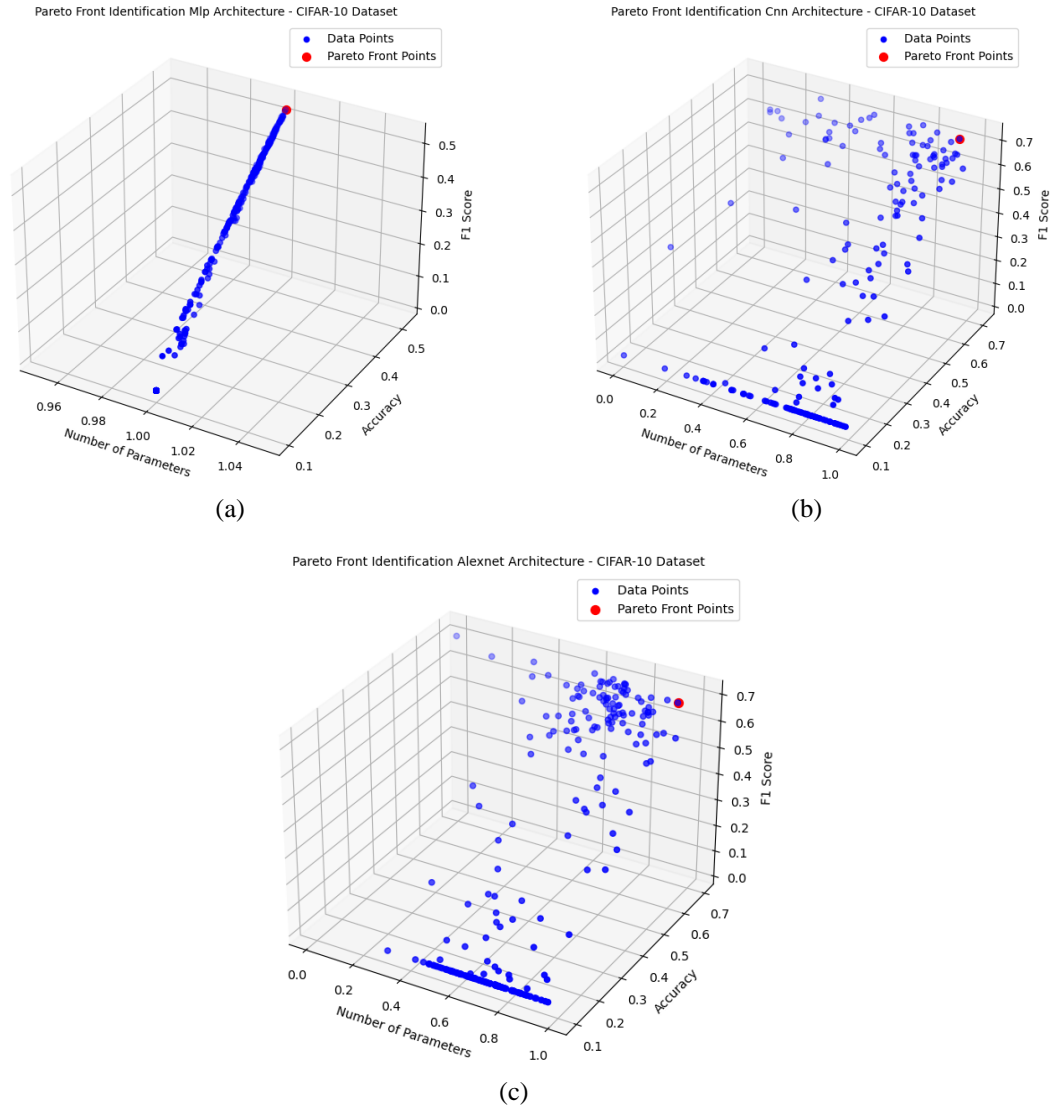 Pareto Front Identification Mlp Architecture - CIFAR-10 Dataset
Data Points
Pareto Front Points
0.5
0.4
0.3
0.2
0.1
0.0
F1 Score
0.96
0.98
1.00
1.02
1.04
Number of Parameters
0.1
0.2
0.3
0.4
0.5
Accuracy
(a)
Pareto Front Identification Cnn Architecture - CIFAR-10 Dataset
Data Points
Pareto Front Points
0.7
0.6
0.5
0.4
0.3
0.2
0.1
0.0
F1 Score
0.0
0.2
0.4
0.6
0.8
1.0
Number of Parameters
0.1
0.2
0.3
0.4
0.5
0.6
0.7
Accuracy
(b)
Pareto Front Identification Alexnet Architecture - CIFAR-10 Dataset
Data Points
Pareto Front Points
0.7
0.6
0.5
0.4
0.3
0.2
0.1
0.0
F1 Score
0.0
0.2
0.4
0.6
0.8
1.0
Number of Parameters
0.1
0.2
0.3
0.4
0.5
0.6
0.7
Accuracy
(c)